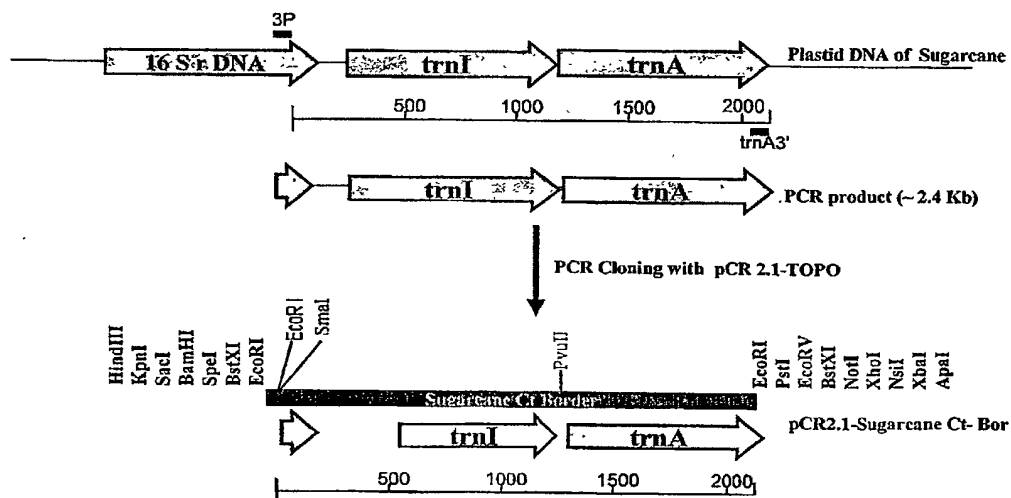 3P
16 S r DNA
trnI
trnA
Plastid DNA of Sugarcane
500
1000
1500
2000
trnA3'
trnI
trnA
PCR product (~ 2.4 Kb)
PCR Cloning with pCR 2.1-TOPO
HindIII
KpnI
SacI
BamHI
SpeI
BstXI
EcoRI
EcoRI
SmaI
PvuII
EcoRI
PstI
EcoRV
BstXI
NotI
XhoI
NsiI
XbaI
ApaI
Sugarcane Ct Border
pCR2.1-Sugarcane Ct- Bor
trnI
trnA
500
1000
1500
2000